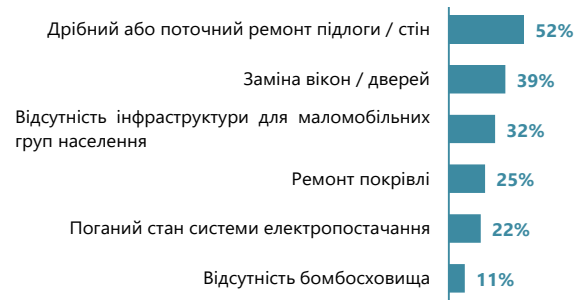 Дрібний або поточний ремонт підлоги / стін 52%
Заміна вікон / дверей 39%
Відсутність інфраструктури для маломобільних
груп населення 32%
Ремонт покрівлі 25%
Поганий стан системи електропостачання 22%
Відсутність бомбосховища 11%